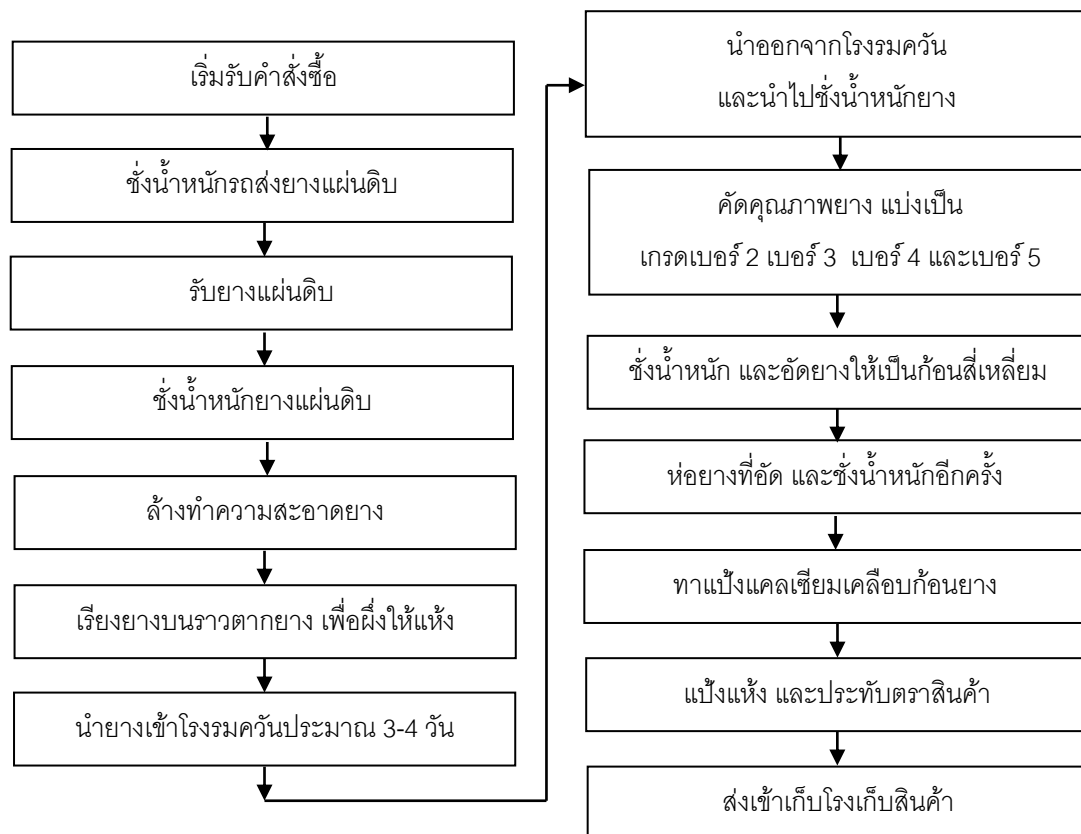 เริ่มรับคำสั่งซื้อ
ชั่งน้ำหนักรถส่งยางแผ่นดิบ
รับยางแผ่นดิบ
ชั่งน้ำหนักยางแผ่นดิบ
ล้างทำความสะอาดยาง
เรียงยางบนราวตากยาง เพื่อผึ่งให้แห้ง
นำยางเข้าโรงรมควันประมาณ 3-4 วัน
นำออกจากโรงรมควัน
และนำไปชั่งน้ำหนักยาง
คัดคุณภาพยาง แบ่งเป็น
เกรดเบอร์ 2 เบอร์ 3 เบอร์ 4 และเบอร์ 5
ชั่งน้ำหนัก และอัดยางให้เป็นก้อนสี่เหลี่ยม
ห่อยางที่อัด และชั่งน้ำหนักอีกครั้ง
ทาแป้งแคลเซียมเคลือบก้อนยาง
แป้งแห้ง และประทับตราสินค้า
ส่งเข้าเก็บโรงเก็บสินค้า